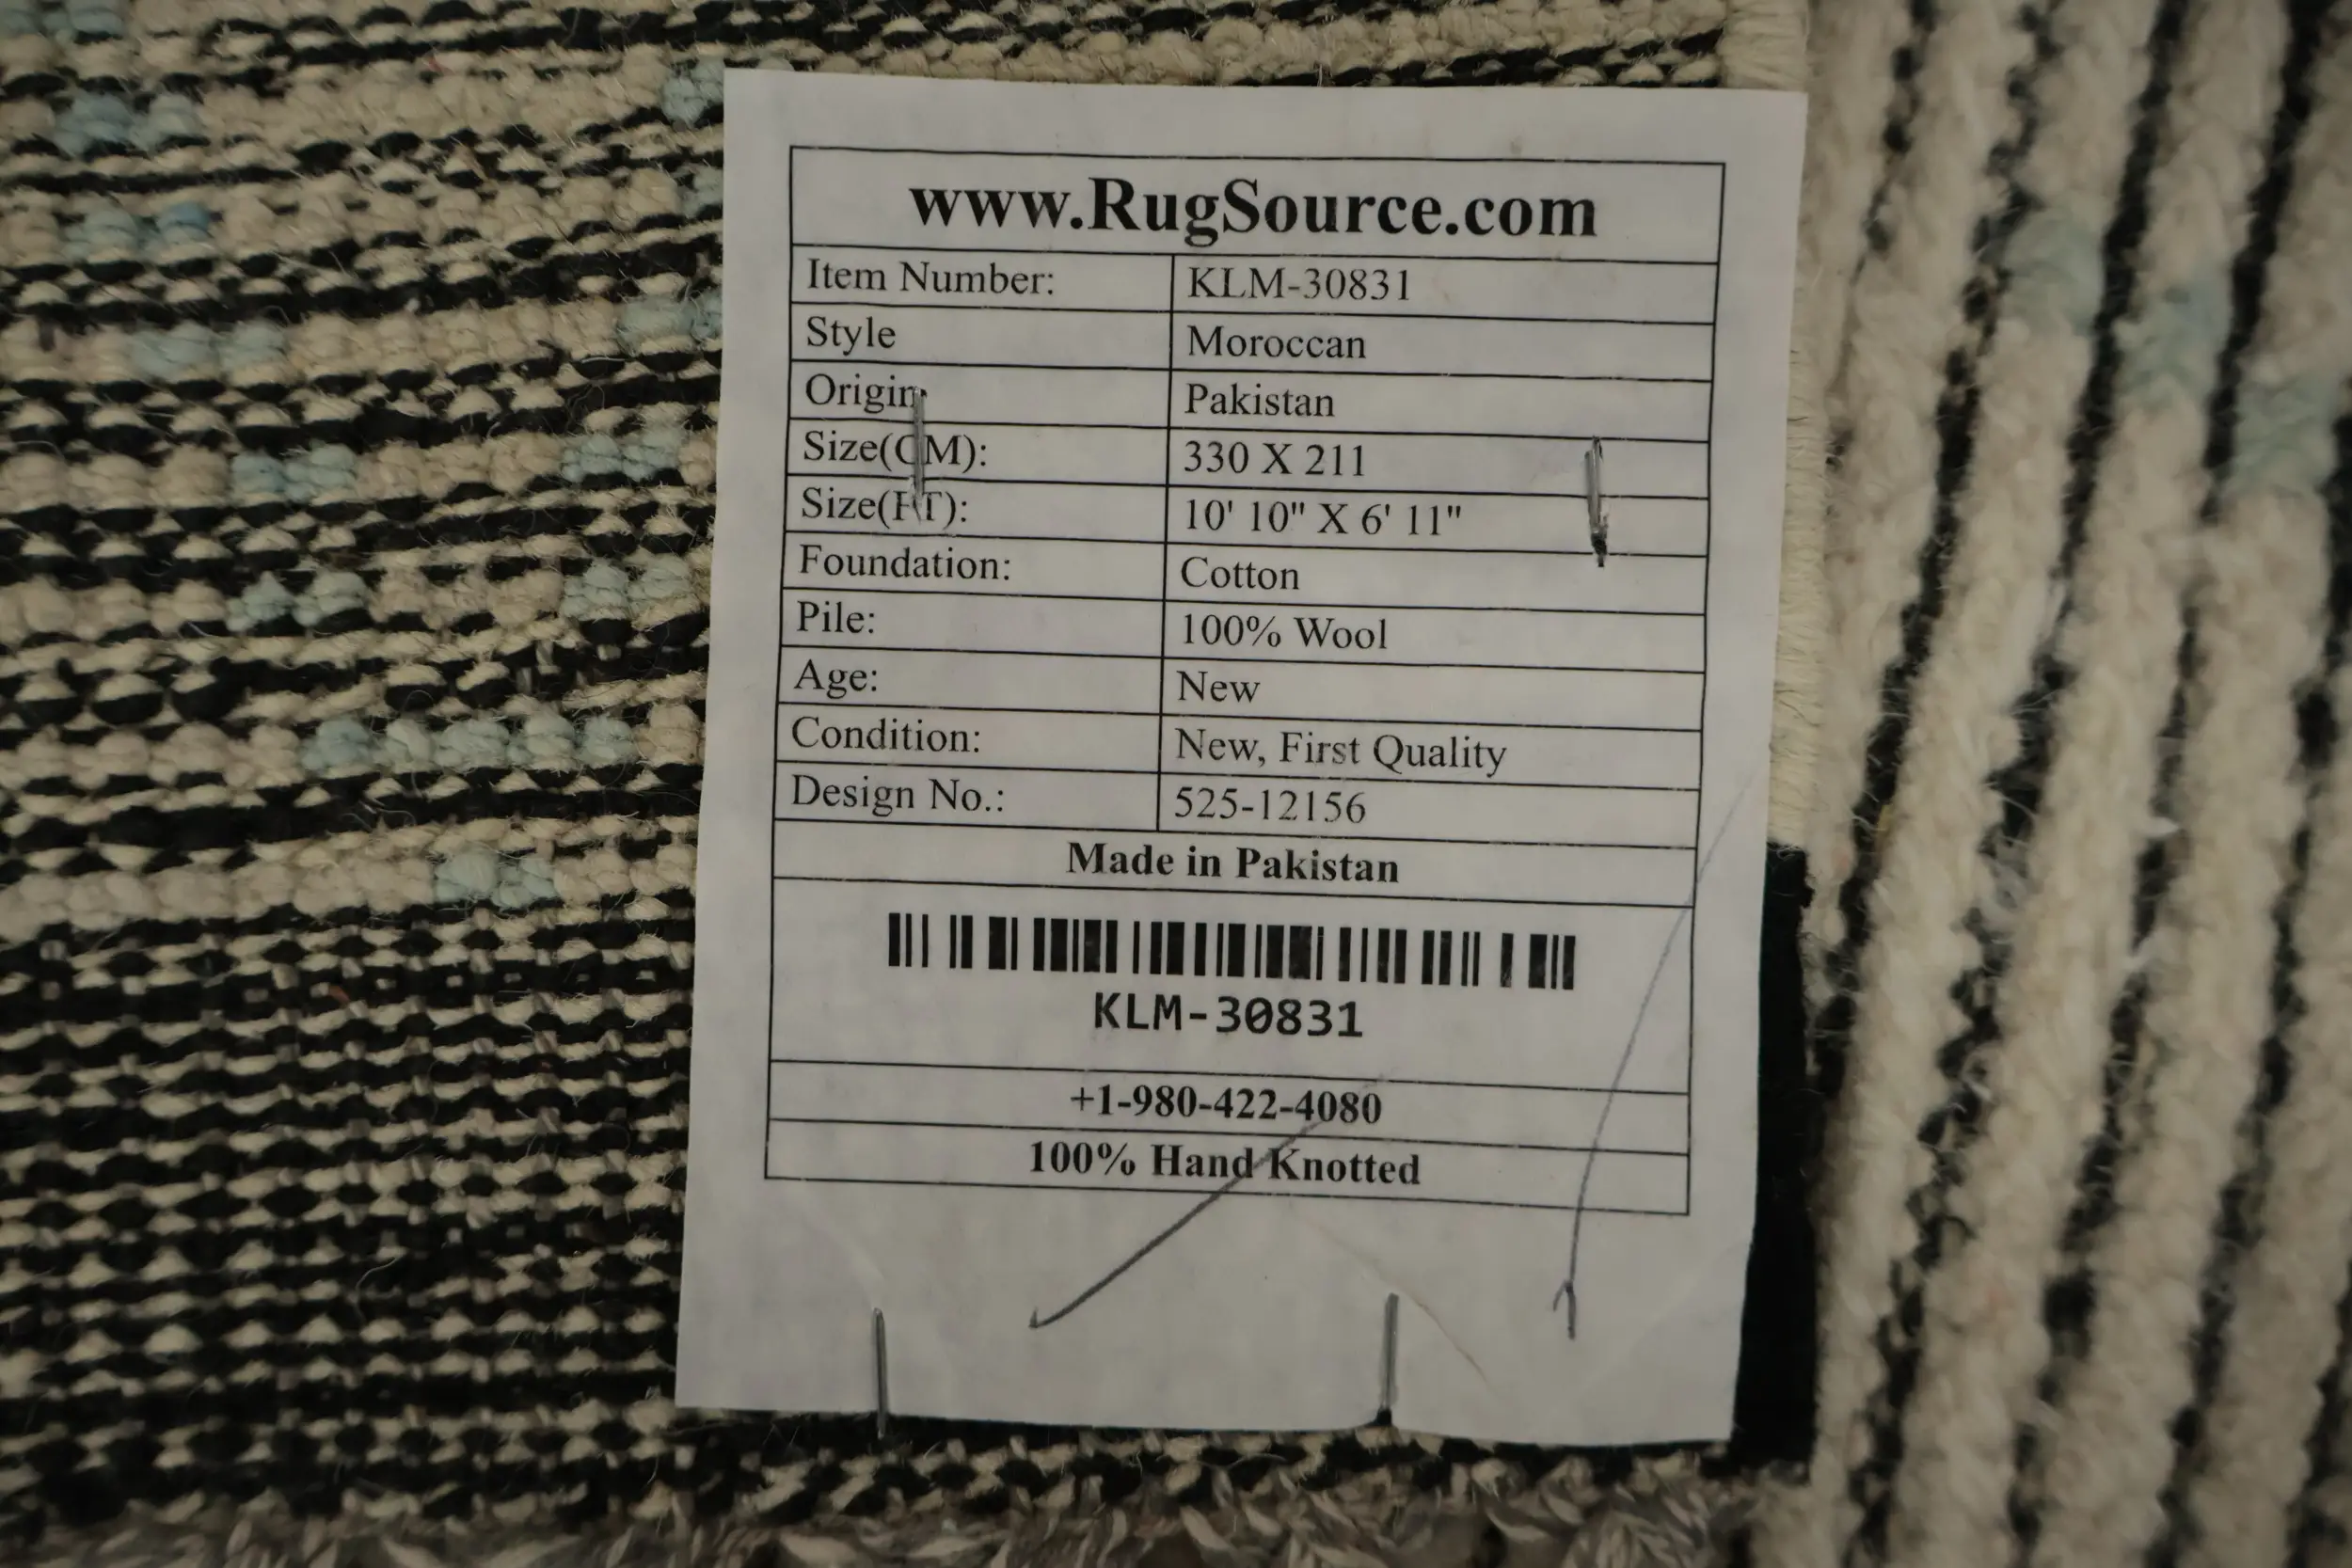 www.RugSource.com
Item Number: KLM-30831
Style Moroccan
Origin Pakistan
Size(CM): 330 X 211
Size(FT): 10' 10" X 6' 11"
Foundation: Cotton
Pile: 100% Wool
Age: New
Condition: New, First Quality
Design No.: 525-12156
Made in Pakistan
KLM-30831
+1-980-422-4080
100% Hand Knotted